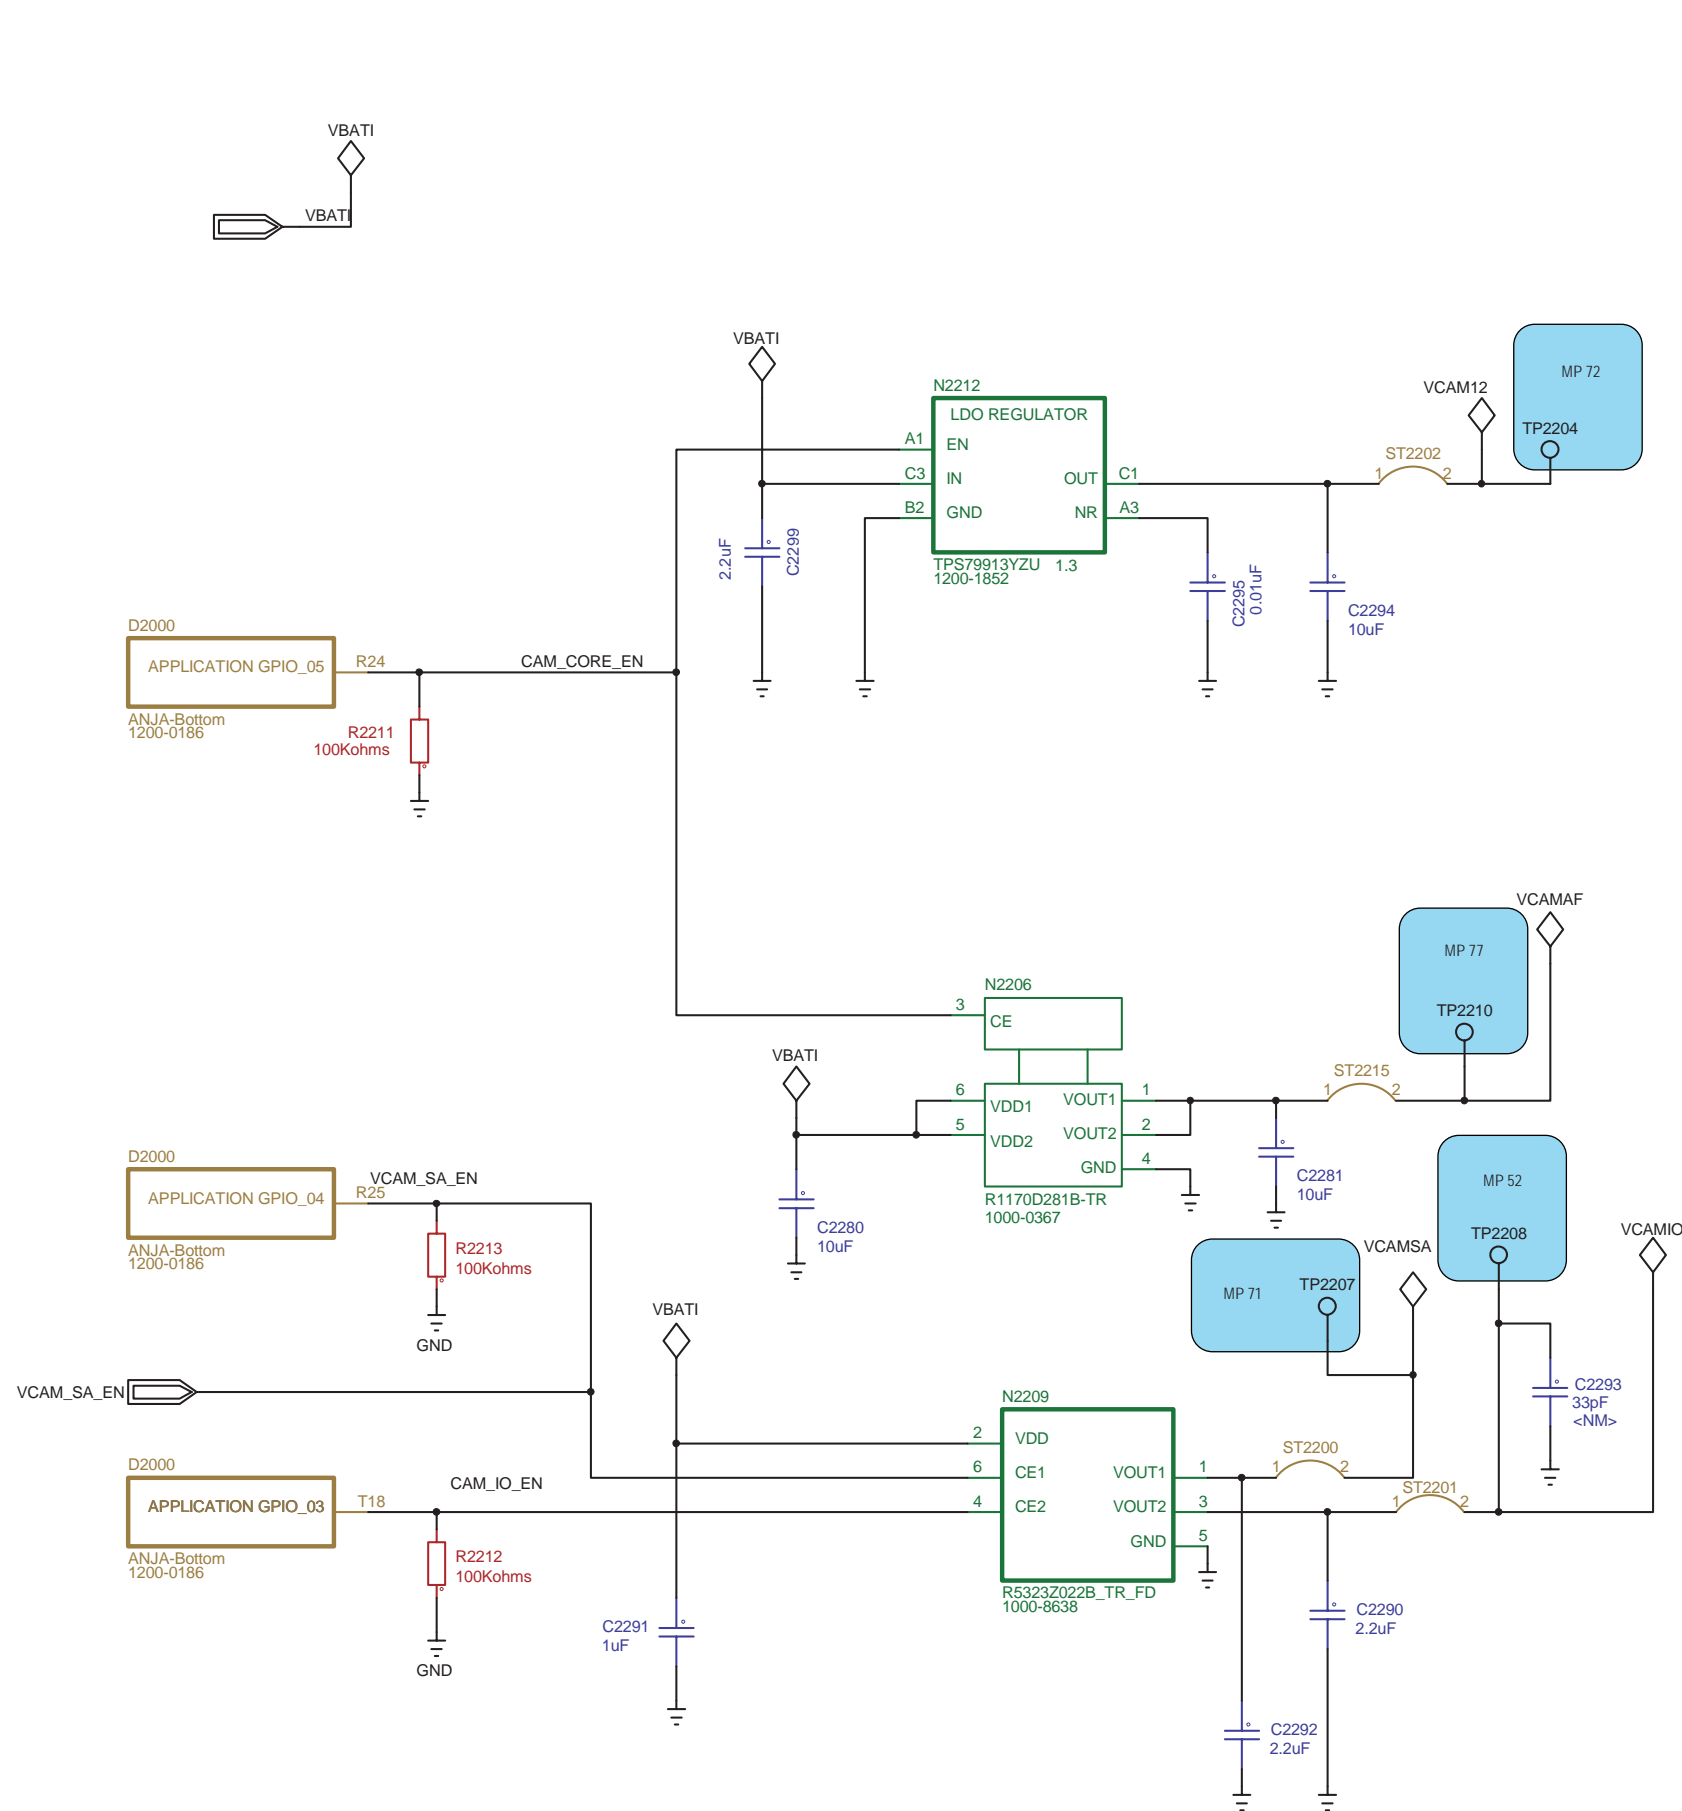 VBATI
VBATI
VBATI
N2212
LDO REGULATOR
A1 EN
C3 IN OUT C1
B2 GND NR A3
TPS79913YZU 1.3
1200-1852
2.2uF
C2299
C2295
0.01uF
C2294
10uF
ST2202
1 2
VCAM12
MP 72
TP2204
D2000
APPLICATION GPIO_05
R24
CAM_CORE_EN
ANJA-Bottom
1200-0186
R2211
100Kohms
N2206
3 CE
VBATI
6 VDD1 VOUT1 1
5 VDD2 VOUT2 2
GND 4
R1170D281B-TR
1000-0367
C2280
10uF
C2281
10uF
ST2215
1 2
MP 77
TP2210
VCAMAF
D2000
APPLICATION GPIO_04
VCAM_SA_EN
R25
ANJA-Bottom
1200-0186
R2213
100Kohms
GND
VCAM_SA_EN
VBATI
MP 71
TP2207
VCAMSA
MP 52
TP2208
VCAMIO
C2293
33pF
<NM>
N2209
2 VDD
6 CE1 VOUT1 1
4 CE2 VOUT2 3
GND 5
R5323Z022B_TR_FD
1000-8638
ST2200
1 2
ST2201
1 2
D2000
APPLICATION GPIO_03
T18
CAM_IO_EN
ANJA-Bottom
1200-0186
R2212
100Kohms
GND
C2291
1uF
C2290
2.2uF
C2292
2.2uF